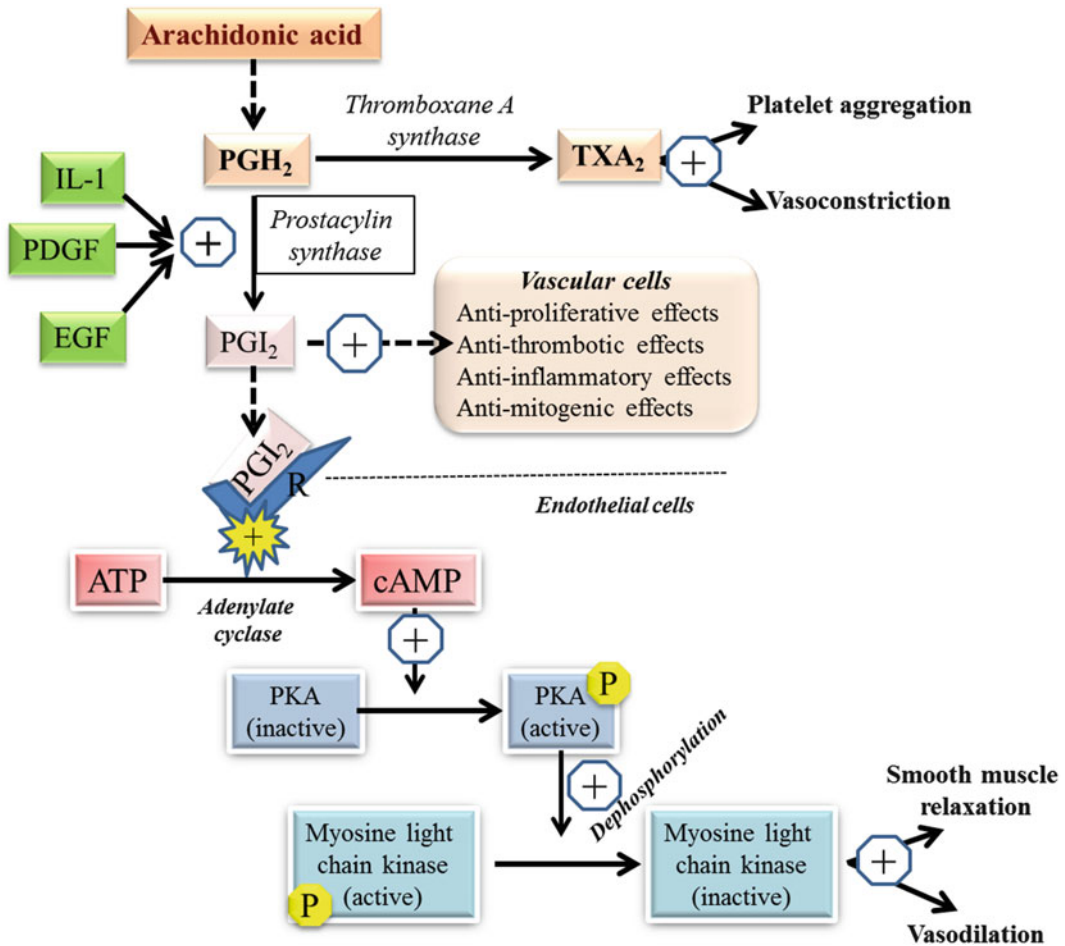 Arachidonic acid
Thromboxane A
synthase
Platelet aggregation
PGH₂
TXA₂
+
Vasoconstriction
IL-1
PDGF
EGF
+
Prostacylin
synthase
PGI₂
+
Vascular cells
Anti-proliferative effects
Anti-thrombotic effects
Anti-inflammatory effects
Anti-mitogenic effects
PGI₂
R
+
Endothelial cells
ATP
cAMP
Adenylate
cyclase
+
PKA
(inactive)
PKA
(active)
P
+
Dephosphorylation
Myosine light
chain kinase
(active)
P
Myosine light
chain kinase
(inactive)
+
Smooth muscle
relaxation
Vasodilation